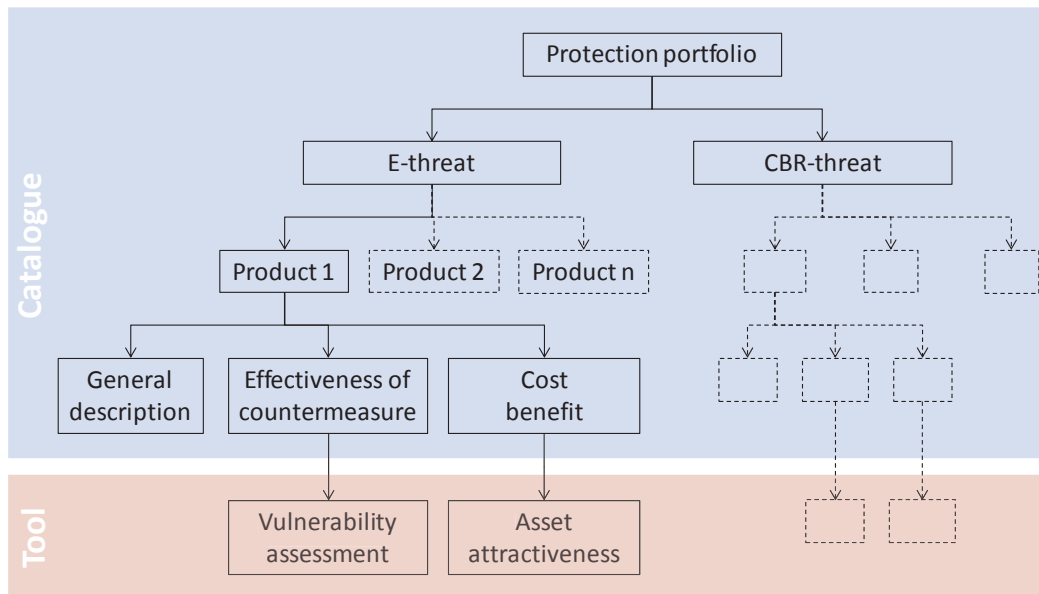 Catalogue
Protection portfolio
E-threat
CBR-threat
Product 1
Product 2
Product n
General
description
Effectiveness of
countermeasure
Cost
benefit
Tool
Vulnerability
assessment
Asset
attractiveness